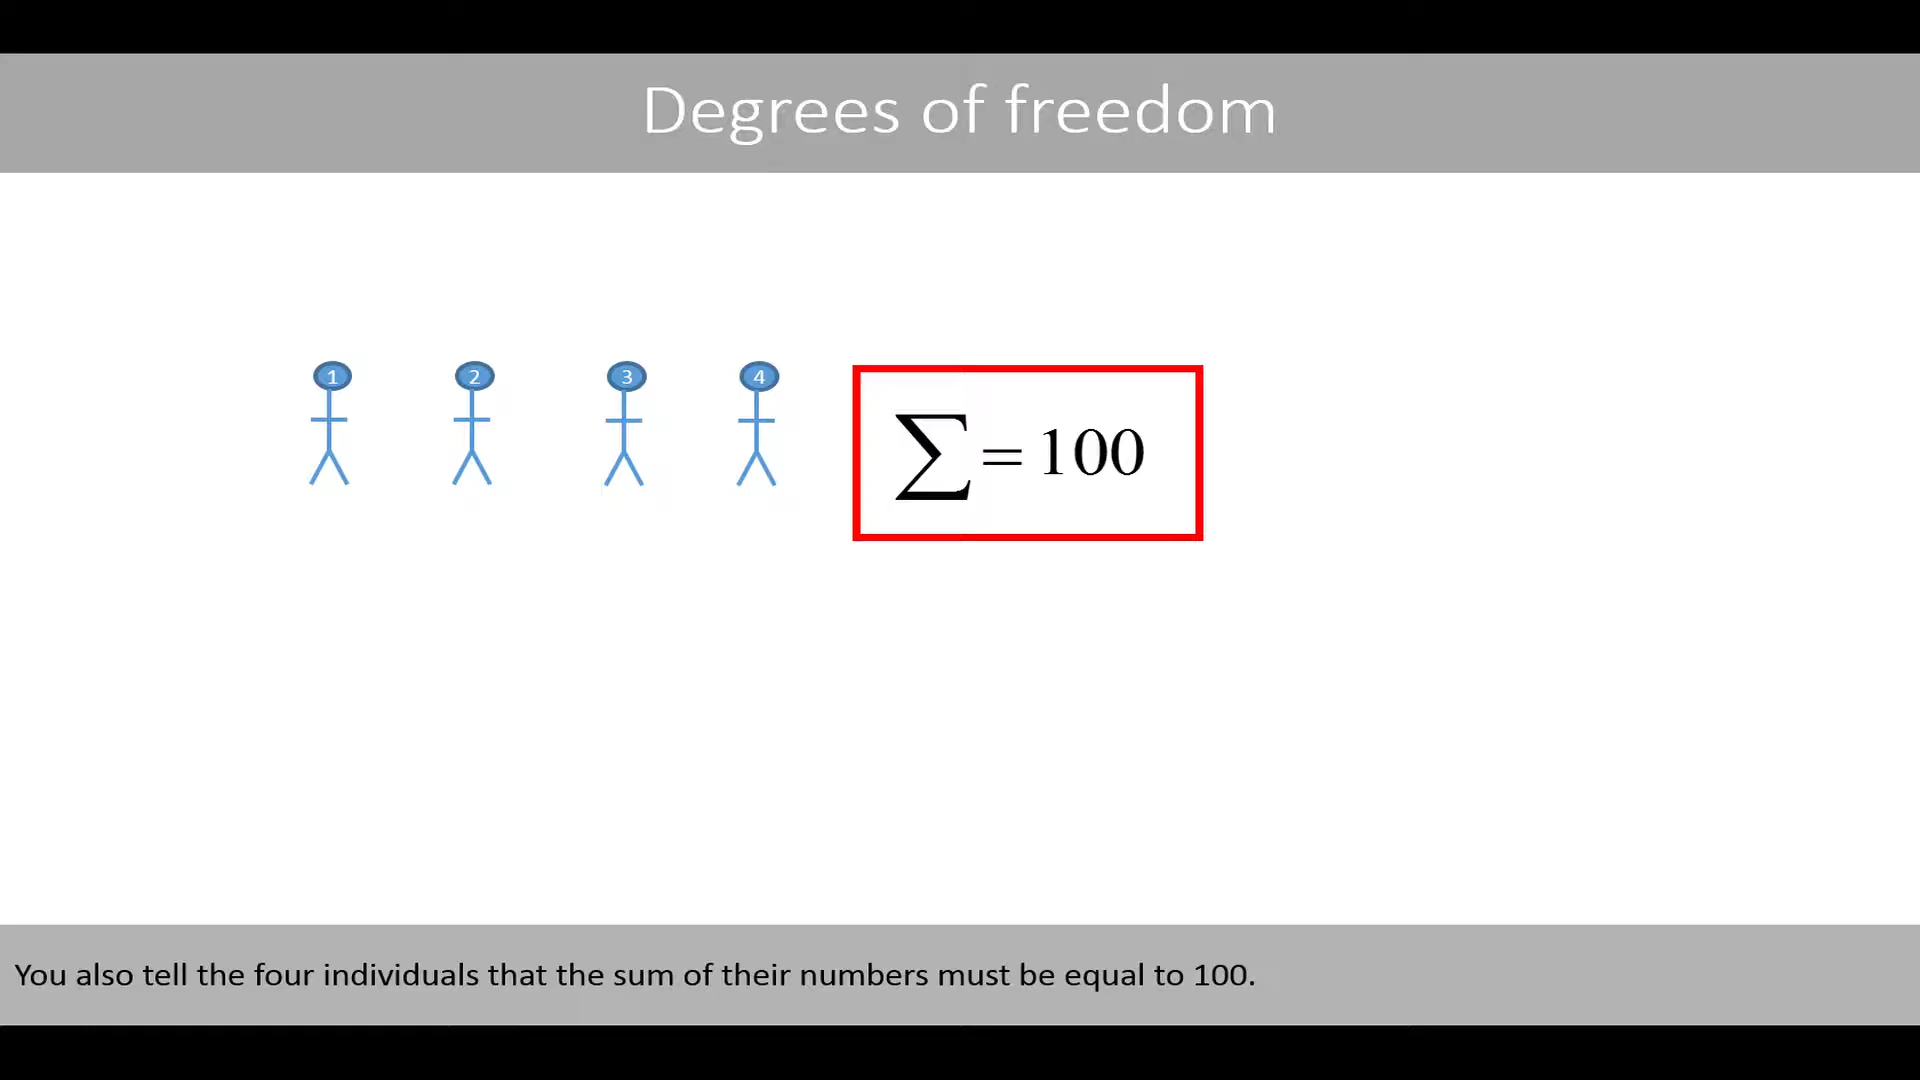 Degrees of freedom
1 2 3 4
∑ = 100
You also tell the four individuals that the sum of their numbers must be equal to 100.